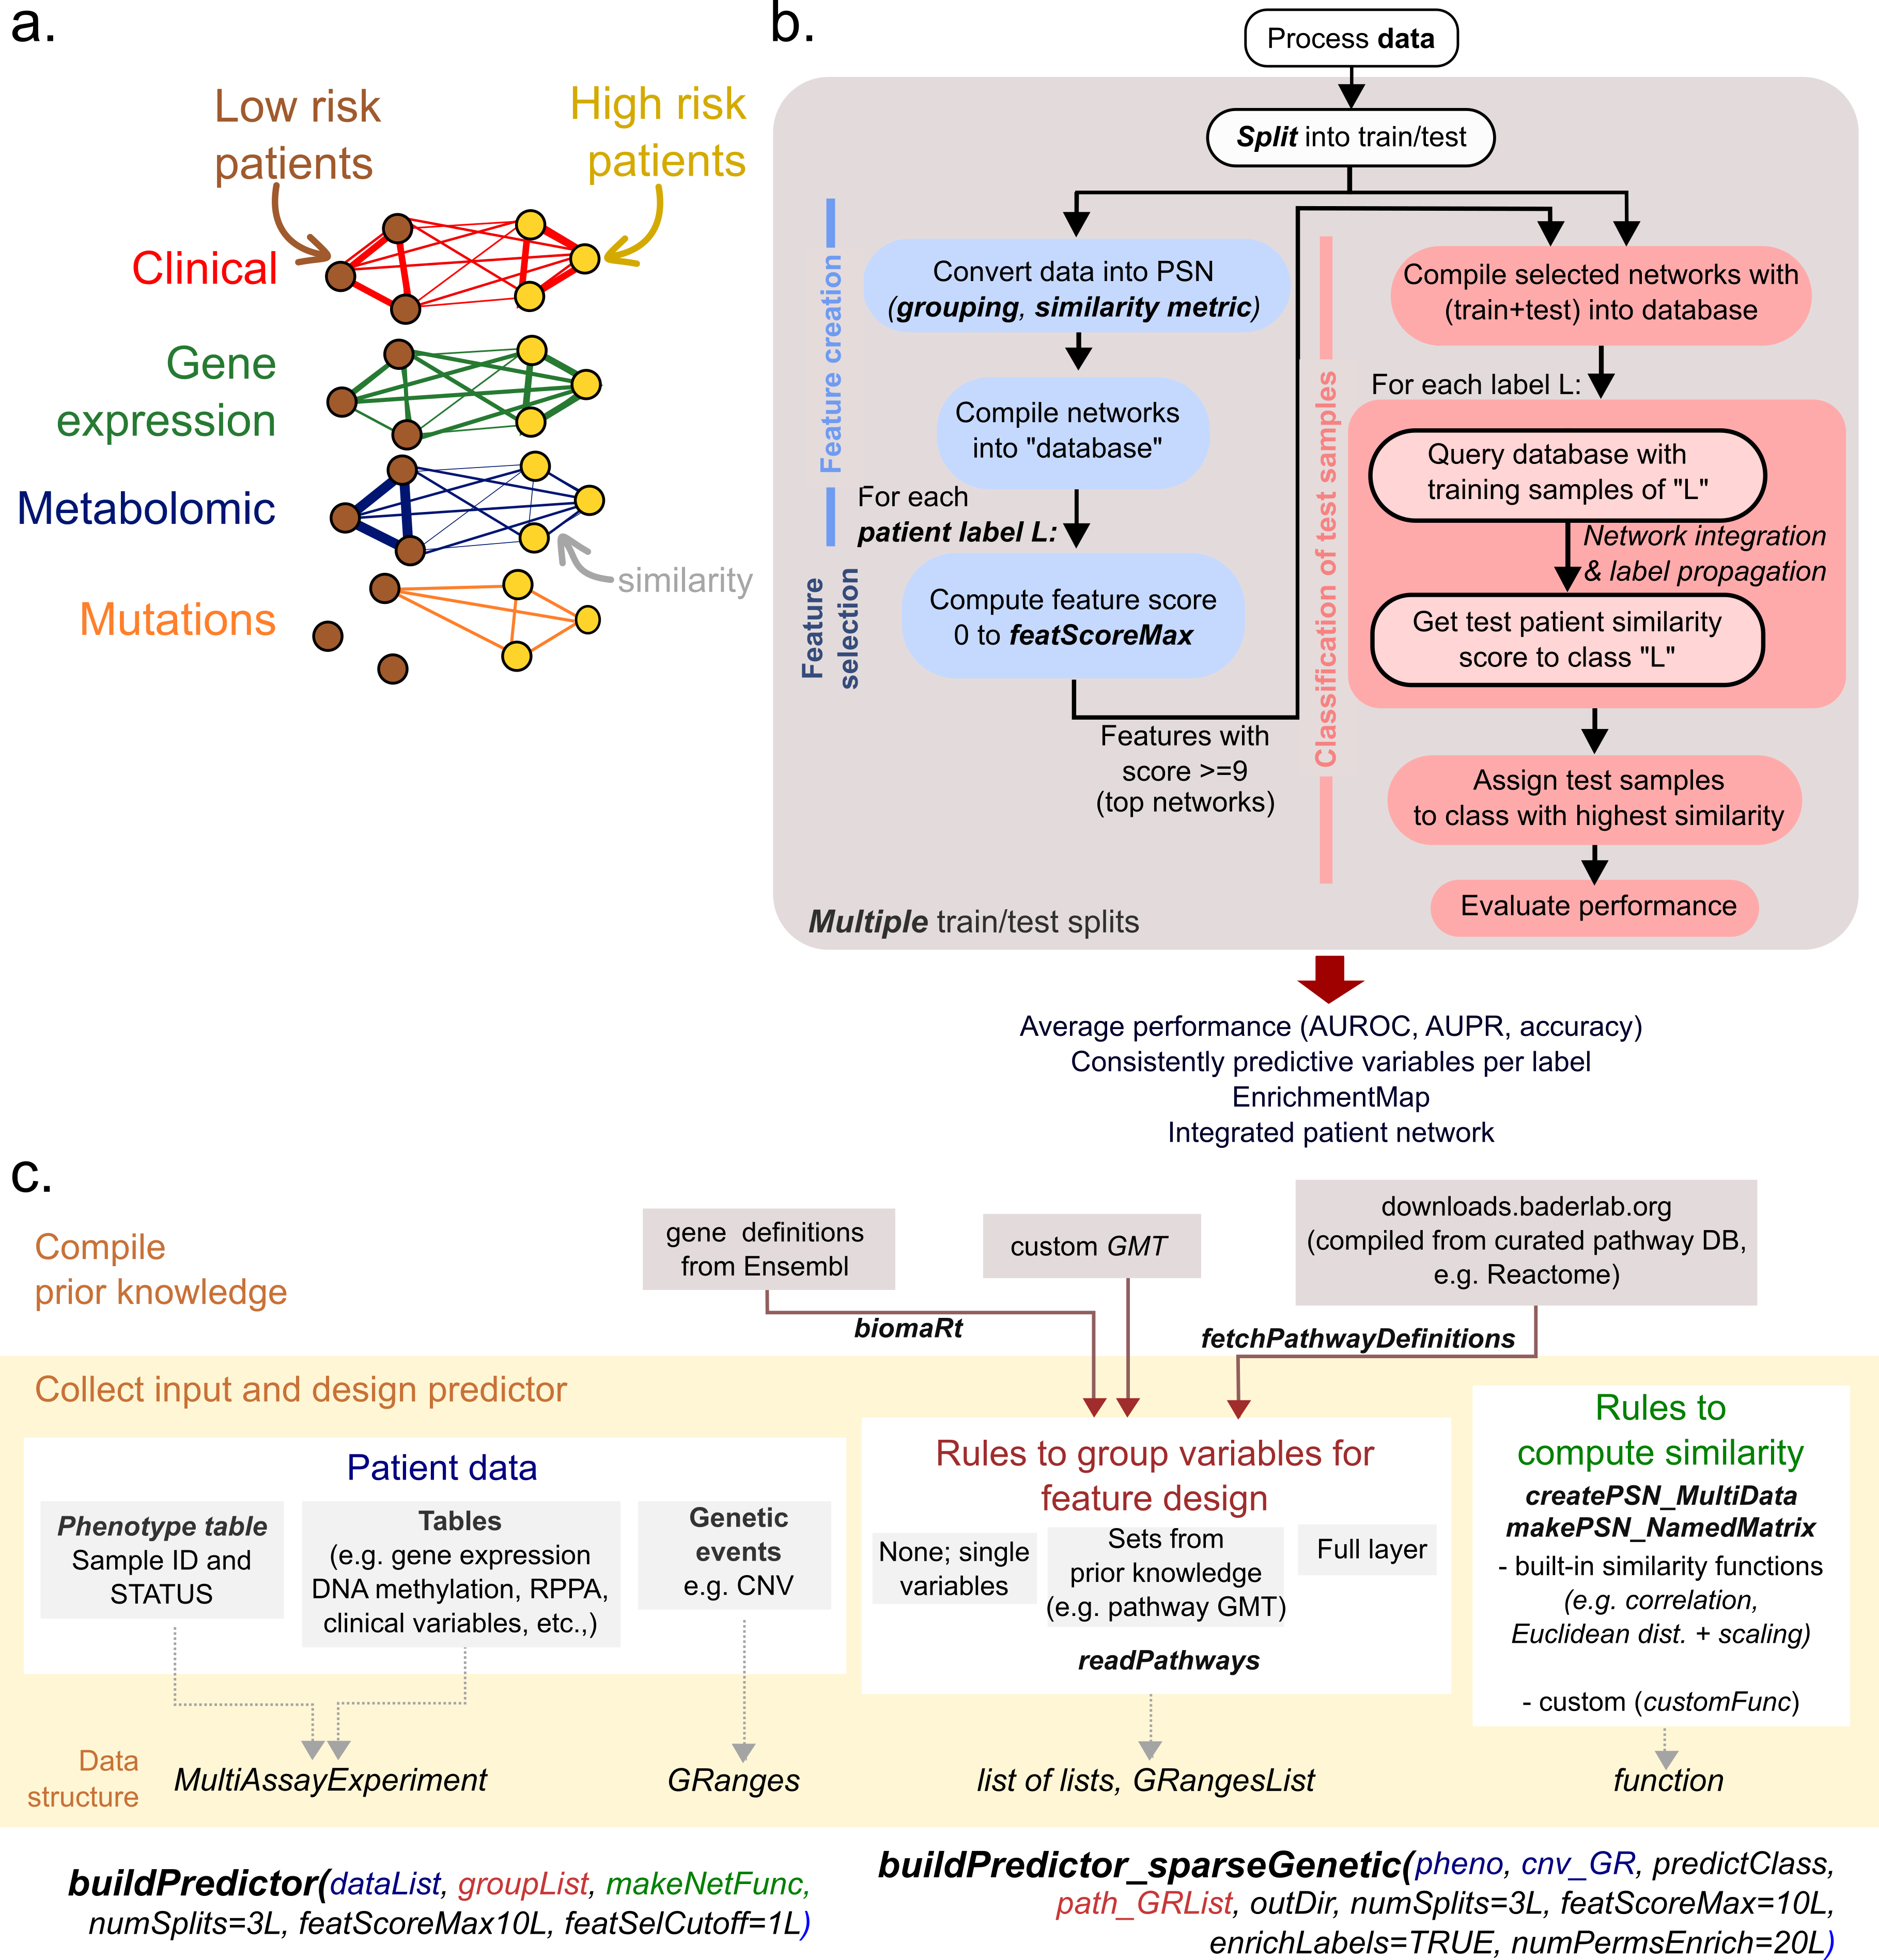 a.
Low risk
patients
High risk
patients
Clinical
Gene
expression
Metabolomic
similarity
Mutations
b.
Process data
Split into train/test
Feature creation
Convert data into PSN
(grouping, similarity metric)
Compile networks
into "database"
For each
patient label L:
Feature
selection
Compute feature score
0 to featScoreMax
Features with
score >=9
(top networks)
Classification of test samples
Compile selected networks with
(train+test) into database
For each label L:
Query database with
training samples of "L"
Network integration
& label propagation
Get test patient similarity
score to class "L"
Assign test samples
to class with highest similarity
Evaluate performance
Multiple train/test splits
Average performance (AUROC, AUPR, accuracy)
Consistently predictive variables per label
EnrichmentMap
Integrated patient network
c.
Compile
prior knowledge
gene definitions
from Ensembl
custom GMT
downloads.baderlab.org
(compiled from curated pathway DB,
e.g. Reactome)
biomaRt
fetchPathwayDefinitions
Collect input and design predictor
Patient data
Phenotype table
Sample ID and
STATUS
Tables
(e.g. gene expression
DNA methylation, RPPA,
clinical variables, etc.,)
Genetic
events
e.g. CNV
Rules to group variables for
feature design
None; single
variables
Sets from
prior knowledge
(e.g. pathway GMT)
Full layer
readPathways
Rules to
compute similarity
createPSN_MultiData
makePSN_NamedMatrix
- built-in similarity functions
(e.g. correlation,
Euclidean dist. + scaling)
- custom (customFunc)
Data
structure
MultiAssayExperiment
GRanges
list of lists, GRangesList
function
buildPredictor(dataList, groupList, makeNetFunc,
numSplits=3L, featScoreMax10L, featSelCutoff=1L)
buildPredictor_sparseGenetic(pheno, cnv_GR, predictClass,
path_GRList, outDir, numSplits=3L, featScoreMax=10L,
enrichLabels=TRUE, numPermsEnrich=20L)